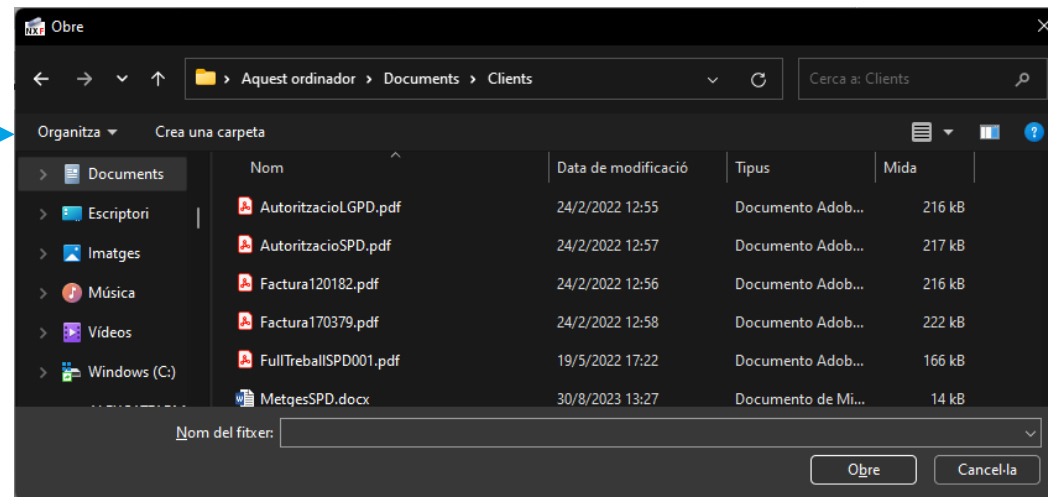 NXF Obre
Aquest ordinador > Documents > Clients
Cerca a: Clients
Organitza Crea una carpeta
Nom Data de modificació Tipus Mida
Documents
Escriptori
Imatges
Música
Vídeos
Windows (C:)
AutoritzacioLGPD.pdf 24/2/2022 12:55 Documento Adob... 216 kB
AutoritzacioSPD.pdf 24/2/2022 12:57 Documento Adob... 217 kB
Factura120182.pdf 24/2/2022 12:56 Documento Adob... 216 kB
Factura170379.pdf 24/2/2022 12:58 Documento Adob... 222 kB
FullTreballSPD001.pdf 19/5/2022 17:22 Documento Adob... 166 kB
MetgesSPD.docx 30/8/2023 13:27 Documento de Mi... 14 kB
Nom del fitxer:
Obre Cancel·la